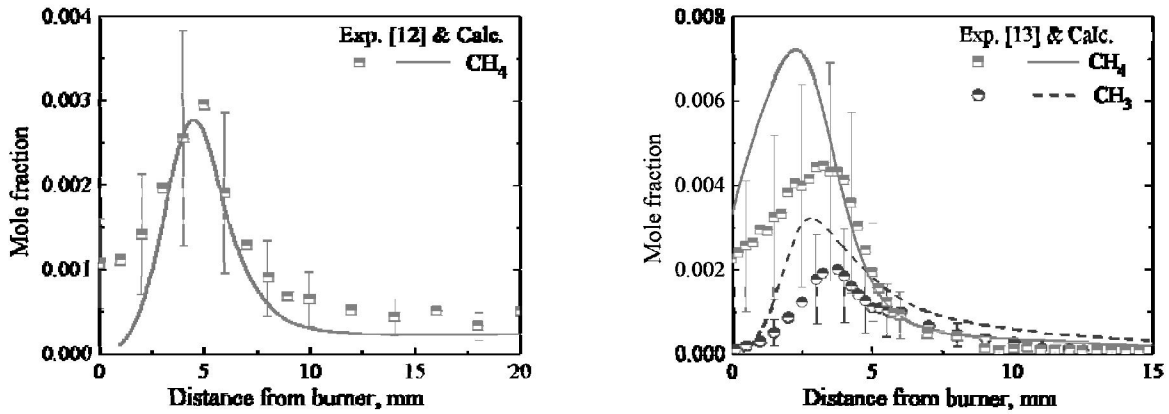 0.004
0.003
0.002
0.001
0.000
Mole fraction
Exp. [12] & Calc.
CH4
0 5 10 15 20
Distance from burner, mm
0.008
0.006
0.004
0.002
0.000
Mole fraction
Exp. [13] & Calc.
CH4
CH3
0 5 10 15
Distance from burner, mm